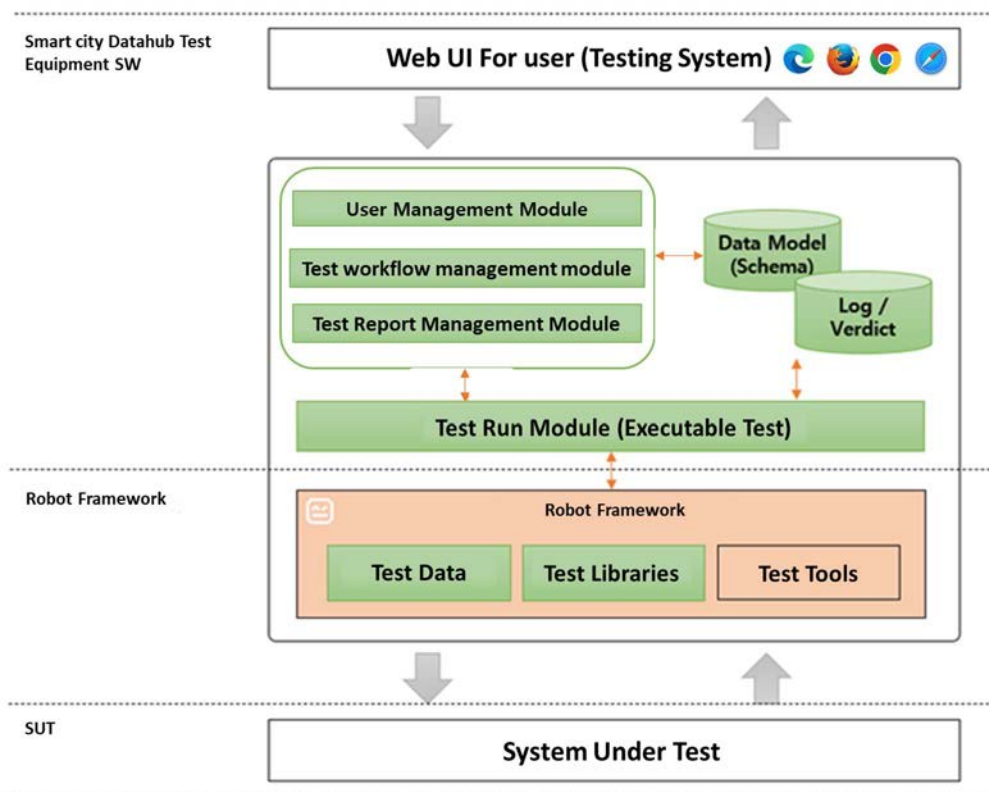 Smart city Datahub Test
Equipment SW
Web UI For user (Testing System)
User Management Module
Test workflow management module
Test Report Management Module
Data Model
(Schema)
Log /
Verdict
Test Run Module (Executable Test)
Robot Framework
Robot Framework
Test Data
Test Libraries
Test Tools
SUT
System Under Test